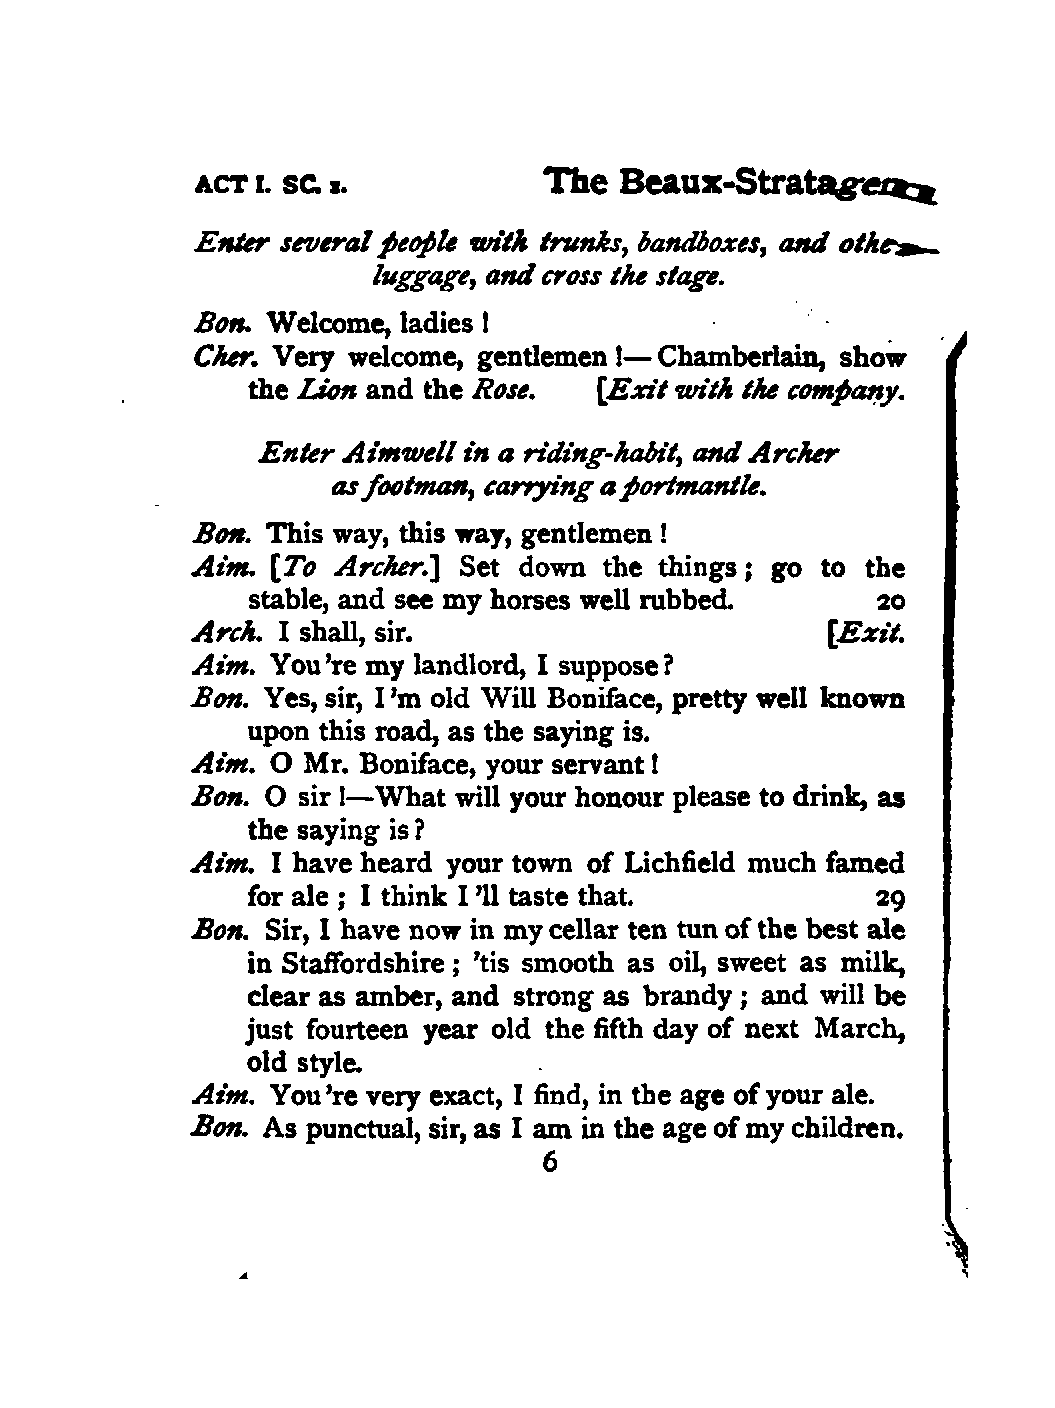 ACT I. SC. 1. The Beaux-Stratagem
Enter several people with trunks, bandboxes, and other
luggage, and cross the stage.
Bon. Welcome, ladies !
Cher. Very welcome, gentlemen !—Chamberlain, show
the Lion and the Rose. [Exit with the company.
Enter Aimwell in a riding-habit, and Archer
as footman, carrying a portmantle.
Bon. This way, this way, gentlemen !
Aim. [To Archer.] Set down the things ; go to the
stable, and see my horses well rubbed. 20
Arch. I shall, sir. [Exit.
Aim. You 're my landlord, I suppose ?
Bon. Yes, sir, I 'm old Will Boniface, pretty well known
upon this road, as the saying is.
Aim. O Mr. Boniface, your servant !
Bon. O sir !—What will your honour please to drink, as
the saying is ?
Aim. I have heard your town of Lichfield much famed
for ale ; I think I 'll taste that. 29
Bon. Sir, I have now in my cellar ten tun of the best ale
in Staffordshire ; 'tis smooth as oil, sweet as milk,
clear as amber, and strong as brandy ; and will be
just fourteen year old the fifth day of next March,
old style.
Aim. You 're very exact, I find, in the age of your ale.
Bon. As punctual, sir, as I am in the age of my children.
6